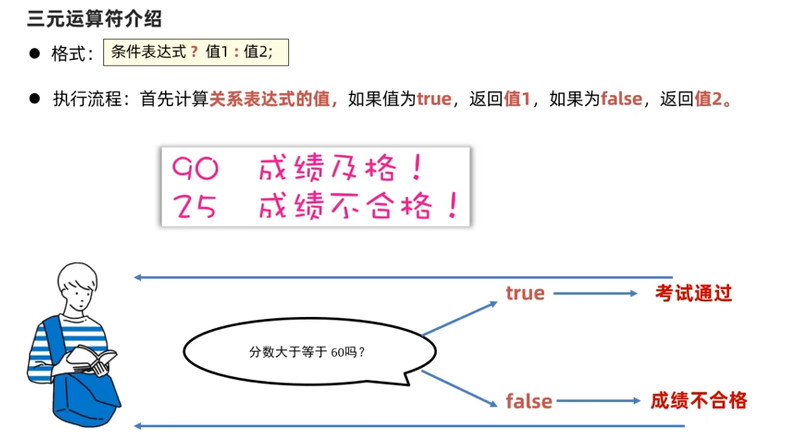 三元运算符介绍
● 格式： 条件表达式 ? 值1 : 值2;
● 执行流程：首先计算关系表达式的值，如果值为true，返回值1，如果为false，返回值2。
90 成绩及格！
25 成绩不合格！
true 考试通过
分数大于等于 60吗?
false 成绩不合格